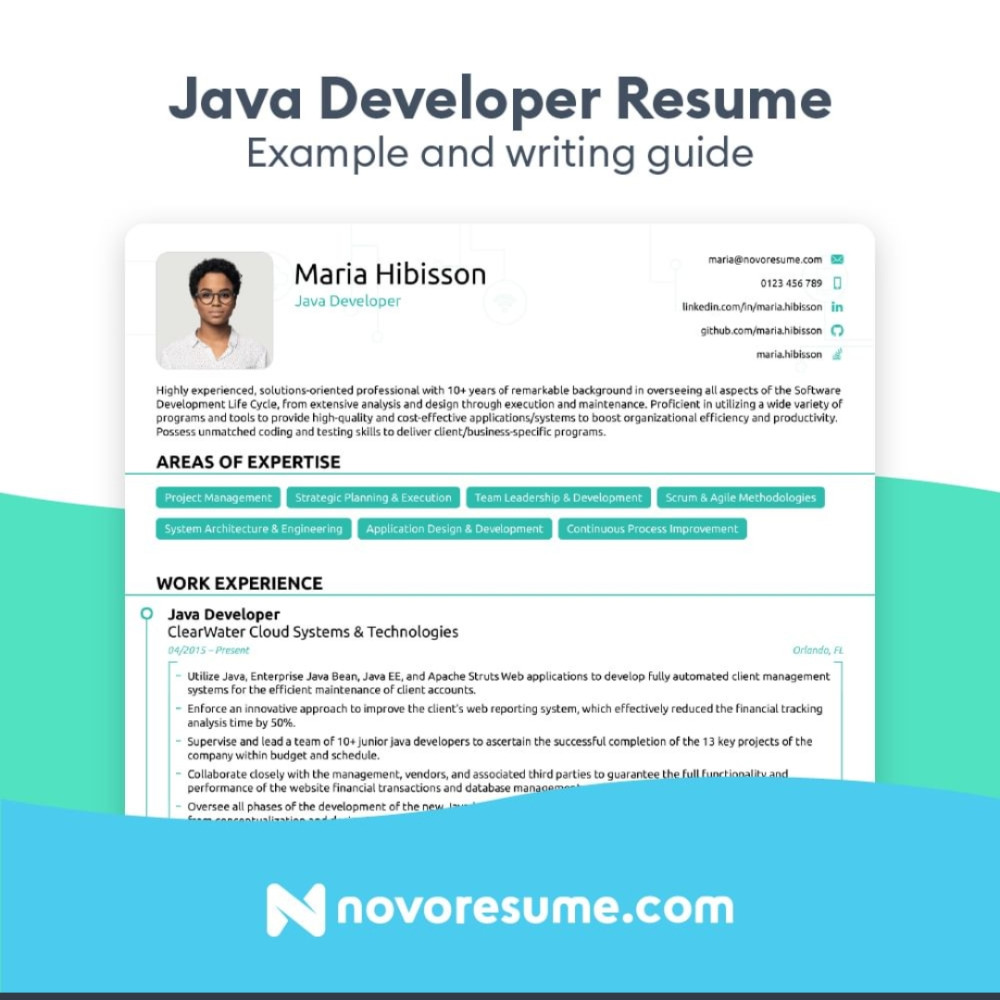 Java Developer Resume
Example and writing guide
Maria Hibisson
Java Developer
maria@novoresume.com
0123 456 789
linkedin.com/in/maria.hibisson
github.com/maria.hibisson
maria.hibisson
Highly experienced, solutions-oriented professional with 10+ years of remarkable background in overseeing all aspects of the Software
Development Life Cycle, from extensive analysis and design through execution and maintenance. Proficient in utilizing a wide variety of
programs and tools to provide high-quality and cost-effective applications/systems to boost organizational efficiency and productivity.
Possess unmatched coding and testing skills to deliver client/business-specific programs.
AREAS OF EXPERTISE
Project Management Strategic Planning & Execution Team Leadership & Development Scrum & Agile Methodologies
System Architecture & Engineering Application Design & Development Continuous Process Improvement
WORK EXPERIENCE
Java Developer
ClearWater Cloud Systems & Technologies
04/2015 – Present Orlando, FL
– Utilize Java, Enterprise Java Bean, Java EE, and Apache Struts Web applications to develop fully automated client management
systems for the efficient maintenance of client accounts.
– Enforce an innovative approach to improve the client's web reporting system, which effectively reduced the financial tracking
analysis time by 50%.
– Supervise and lead a team of 10+ junior java developers to ascertain the successful completion of the 13 key projects of the
company within budget and schedule.
– Collaborate closely with the management, vendors, and associated third parties to guarantee the full functionality and
performance of the website financial transactions and database
– Oversee all phases of the development of the new
from conceptualization and
novoresume.com